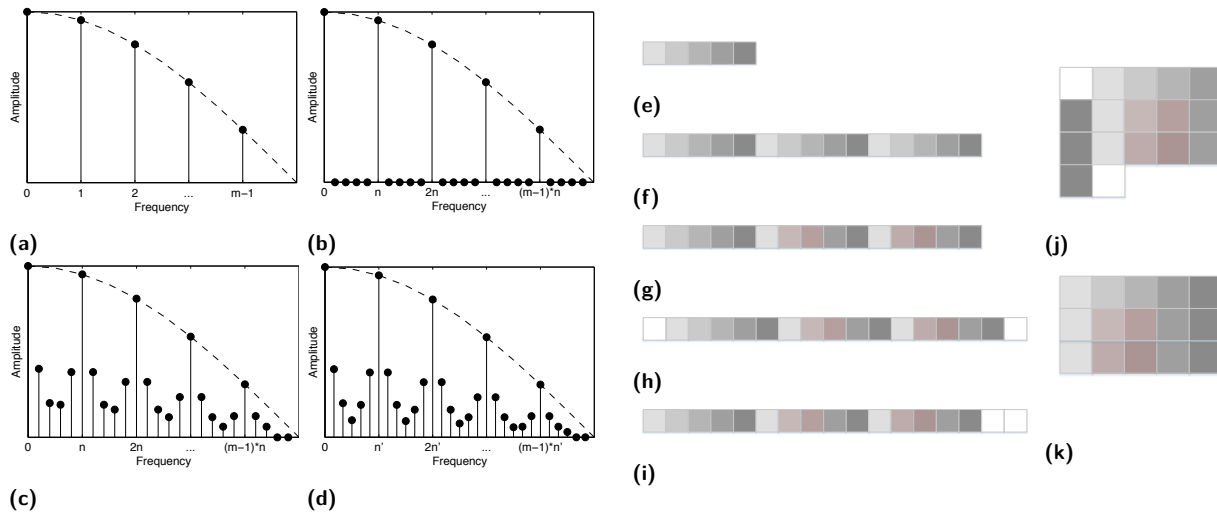 Amplitude
0 1 2 ... m−1
Frequency
(a)
Amplitude
0 n 2n ... (m−1)*n
Frequency
(b)
Amplitude
0 n 2n ... (m−1)*n
Frequency
(c)
Amplitude
0 n' 2n' ... (m−1)*n'
Frequency
(d)
(e)
(f)
(g)
(h)
(i)
(j)
(k)